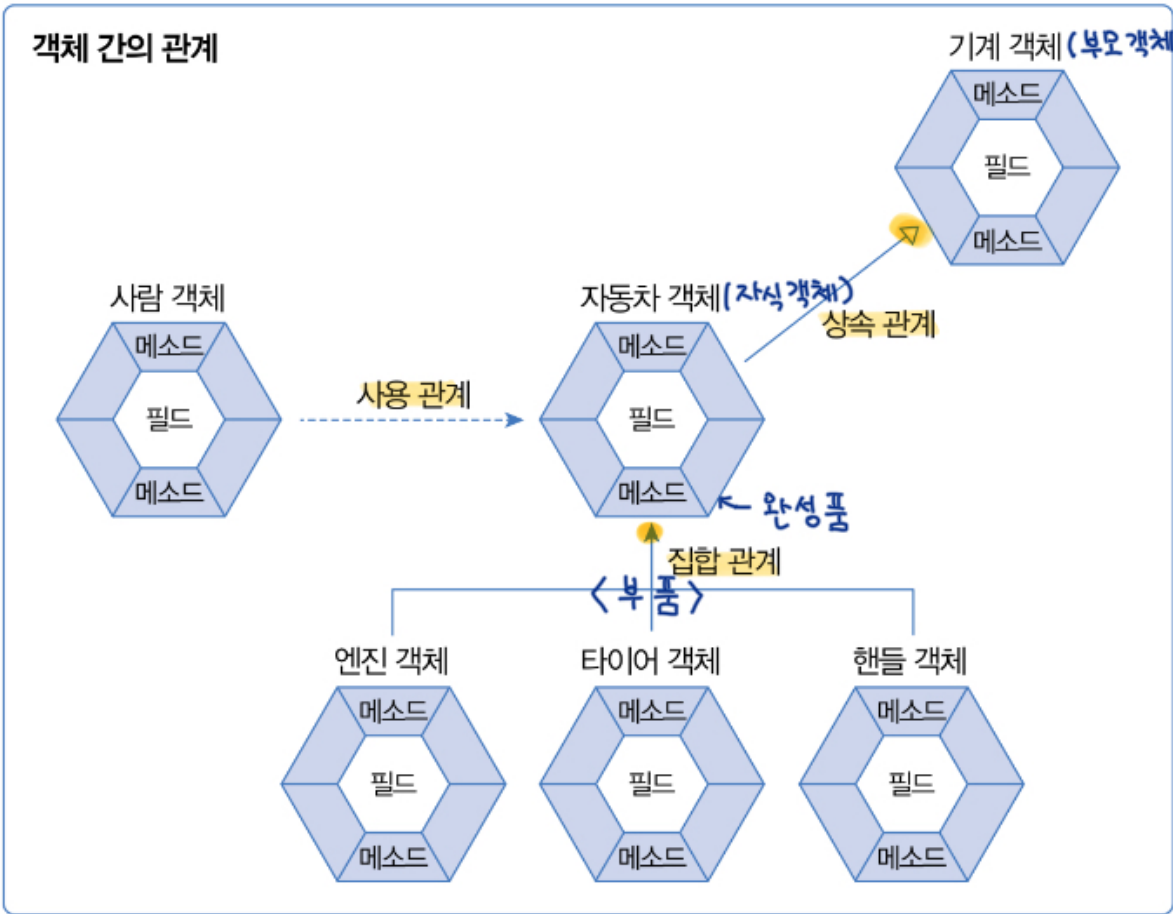 객체 간의 관계
기계 객체 (부모객체
메소드
필드
메소드
사람 객체
메소드
필드
메소드
사용 관계
자동차 객체 (자식객체)
메소드
필드
메소드
상속 관계
← 완성품
집합 관계
<부품>
엔진 객체
메소드
필드
메소드
타이어 객체
메소드
필드
메소드
핸들 객체
메소드
필드
메소드